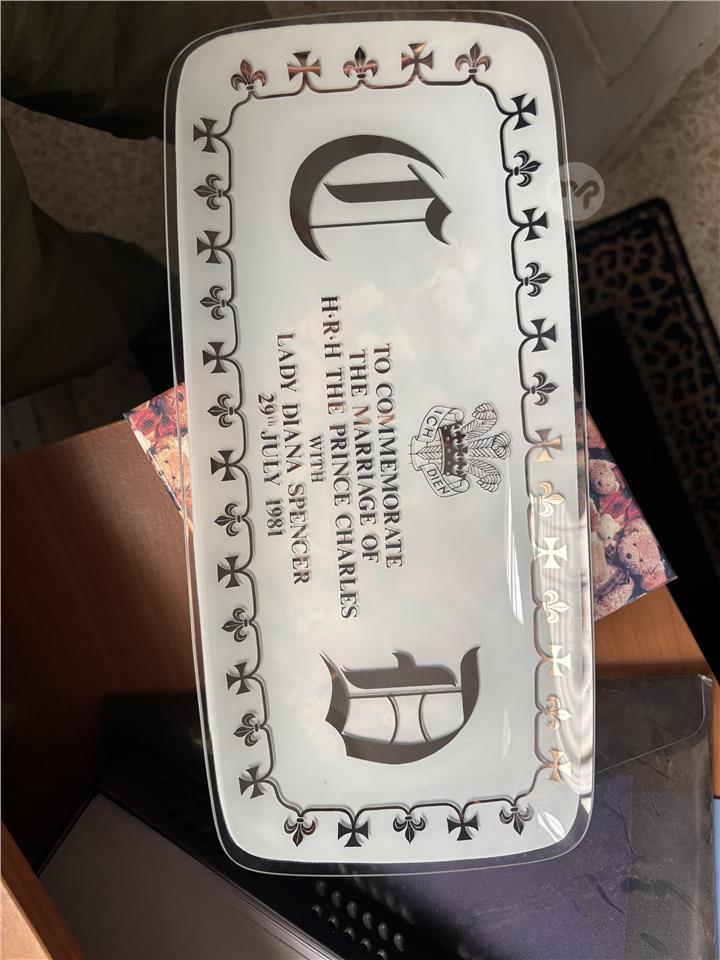 C
ICH DIEN
TO COMMEMORATE
THE MARRIAGE OF
H·R·H THE PRINCE CHARLES
WITH
LADY DIANA SPENCER
29th JULY 1981
D